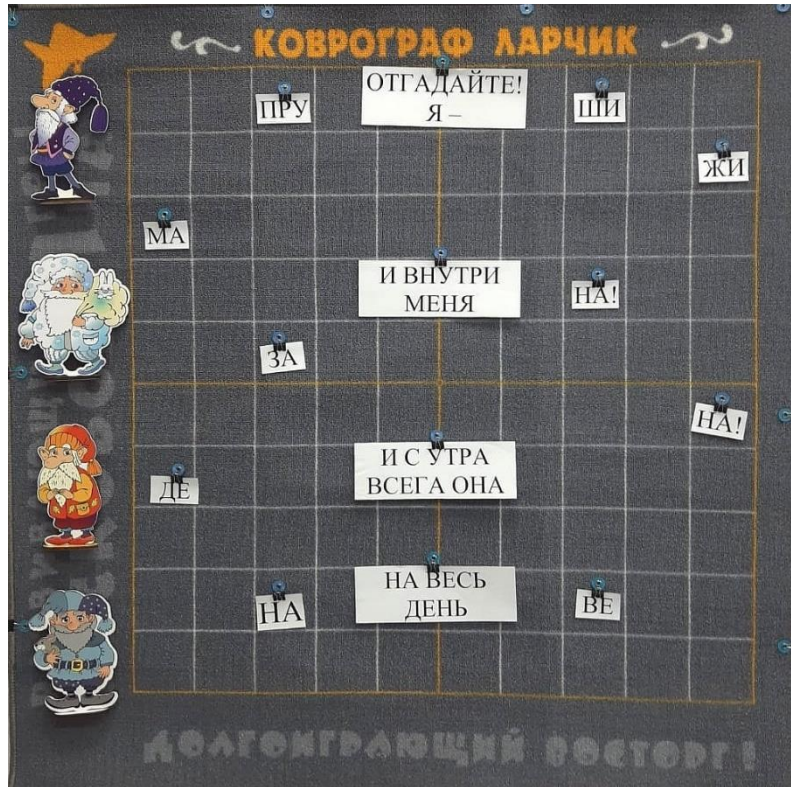 КОВРОГРАФ ЛАРЧИК
ПРУ
ОТГАДАЙТЕ!
Я –
ШИ
ЖИ
МА
И ВНУТРИ
МЕНЯ
НА!
ЗА
НА!
ДЕ
И С УТРА
ВСЕГА ОНА
НА
НА ВЕСЬ
ДЕНЬ
ВЕ
ДОЛГОИГРАЮЩИЙ ВОСТОРГ!